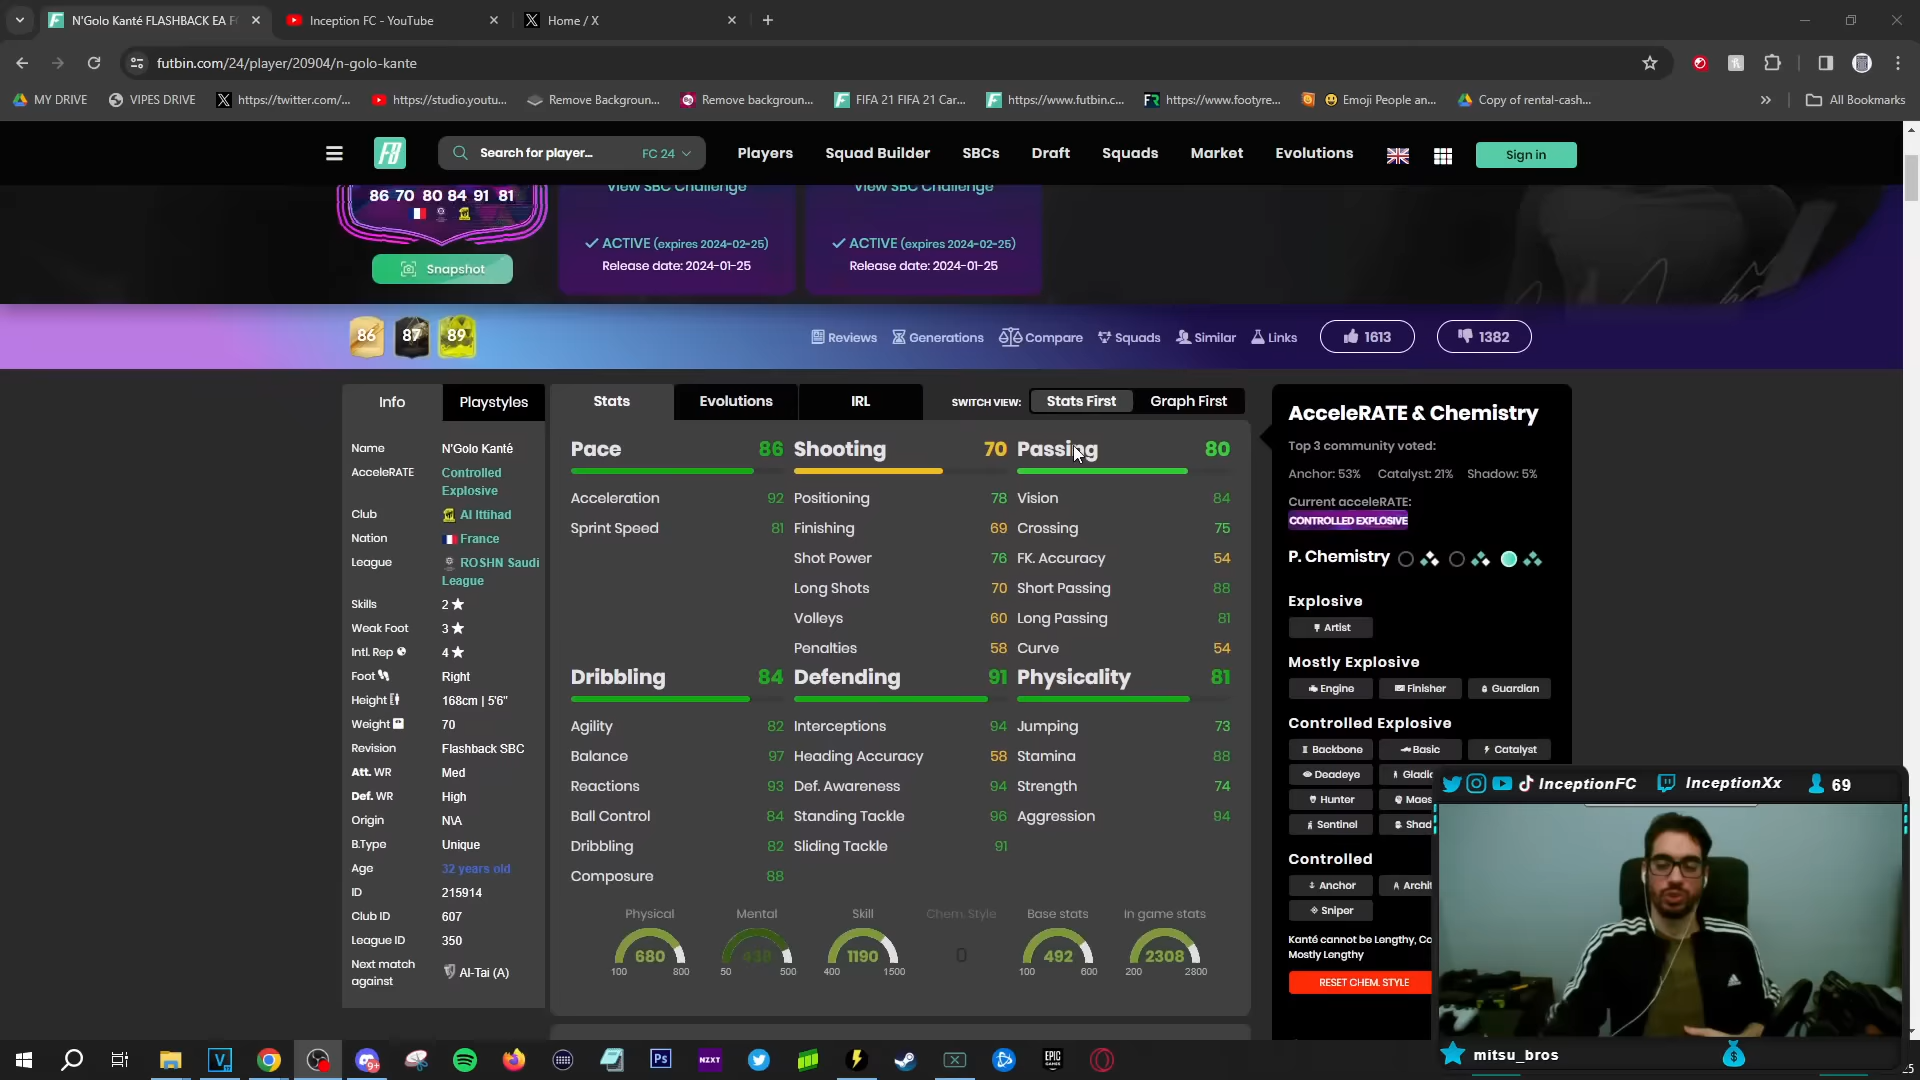 N'Golo Kanté FLASHBACK EA F
Inception FC - YouTube
Home / X
futbin.com/24/player/20904/n-golo-kante
MY DRIVE
VIPES DRIVE
https://twitter.com/...
https://studio.youtu...
Remove Backgroun...
Remove backgroun...
FIFA 21 FIFA 21 Car...
https://www.futbin.c...
https://www.footyre...
Emoji People an...
Copy of rental-cash...
All Bookmarks
FB
Search for player...
FC 24
Players
Squad Builder
SBCs
Draft
Squads
Market
Evolutions
Sign in
86 70 80 84 91 81
View SBC Challenge
View SBC Challenge
ACTIVE (expires 2024-02-25)
ACTIVE (expires 2024-02-25)
Release date: 2024-01-25
Release date: 2024-01-25
Snapshot
86
87
89
Reviews
Generations
Compare
Squads
Similar
Links
1613
1382
Info
Playstyles
Name N'Golo Kanté
AcceleRATE Controlled
Explosive
Club Al Ittihad
Nation France
League ROSHN Saudi
League
Skills 2
Weak Foot 3
Intl. Rep 4
Foot Right
Height 168cm | 5'6"
Weight 70
Revision Flashback SBC
Att. WR Med
Def. WR High
Origin N\A
B.Type Unique
Age 32 years old
ID 215914
Club ID 607
League ID 350
Next match
against
Al-Tai (A)
Stats
Evolutions
IRL
SWITCH VIEW:
Stats First
Graph First
Pace 86
Acceleration 92
Sprint Speed 81
Shooting 70
Positioning 78
Finishing 69
Shot Power 76
Long Shots 70
Volleys 60
Penalties 58
Passing 80
Vision 84
Crossing 75
FK. Accuracy 54
Short Passing 88
Long Passing 81
Curve 54
Dribbling 84
Agility 82
Balance 97
Reactions 93
Ball Control 84
Dribbling 82
Composure 88
Defending 91
Interceptions 94
Heading Accuracy 58
Def. Awareness 94
Standing Tackle 96
Sliding Tackle 91
Physicality 81
Jumping 73
Stamina 88
Strength 74
Aggression 94
Physical
680
100 800
Mental
438
50 500
Skill
1190
400 1500
Chem. Style
0
Base stats
492
100 600
In game stats
2308
200 2800
AcceleRATE & Chemistry
Top 3 community voted:
Anchor: 53% Catalyst: 21% Shadow: 5%
Current acceleRATE:
CONTROLLED EXPLOSIVE
P. Chemistry
Explosive
Artist
Mostly Explosive
Engine
Finisher
Guardian
Controlled Explosive
Backbone
Basic
Catalyst
Deadeye
Gladi
Hunter
Maes
Sentinel
Shad
Controlled
Anchor
Archit
Sniper
Kanté cannot be Lengthy, Co
Mostly Lengthy
RESET CHEM. STYLE
InceptionFC
InceptionXx
69
mitsu_bros
V
9+
Ps
NZXT
EPIC
GAMES